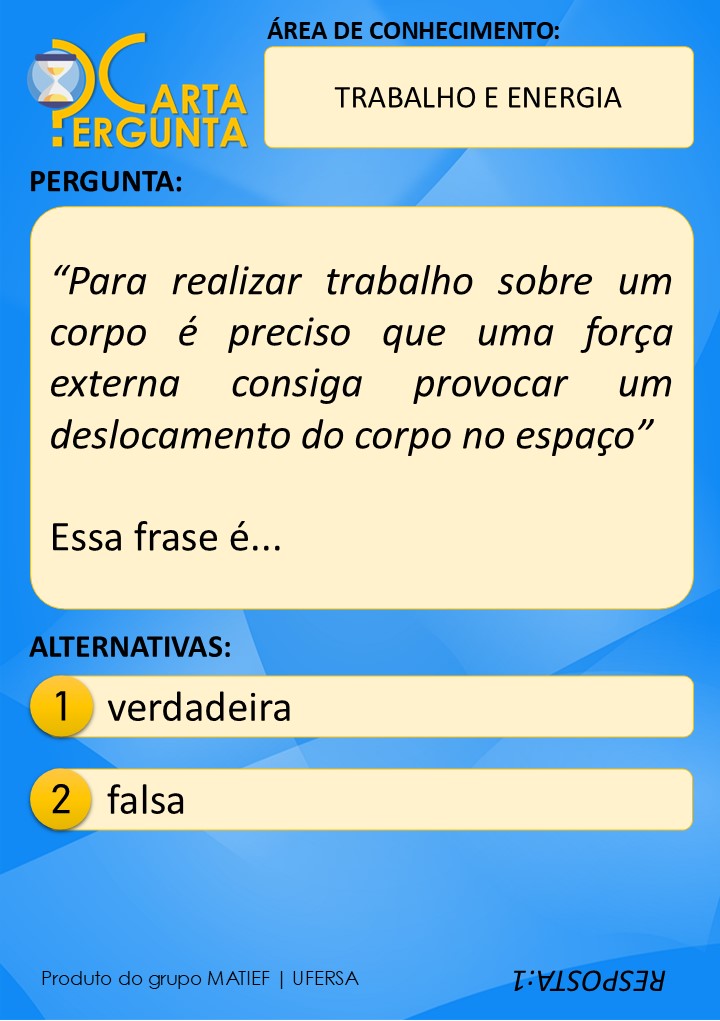 ÁREA DE CONHECIMENTO:
CARTA
PERGUNTA
TRABALHO E ENERGIA
PERGUNTA:
“Para realizar trabalho sobre um
corpo é preciso que uma força
externa consiga provocar um
deslocamento do corpo no espaço”
Essa frase é...
ALTERNATIVAS:
1 verdadeira
2 falsa
Produto do grupo MATIEF | UFERSA
RESPOSTA:1